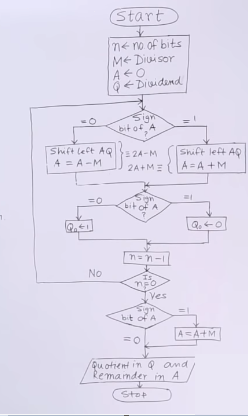 Start
n ← no of bits
M ← Divisor
A ← 0
Q ← Dividend
Sign
bit of A
?
=0
=1
Shift left AQ
A = A - M
≡ 2A-M
2A+M ≡
Shift left AQ
A = A + M
Sign
bit of A
?
=0
=1
Q₀ ← 1
Q₀ ← 0
n = n - 1
Is
n=0
?
No
Yes
Sign
bit of A
=1
=0
A = A + M
Quotient in Q and
Remainder in A
Stop